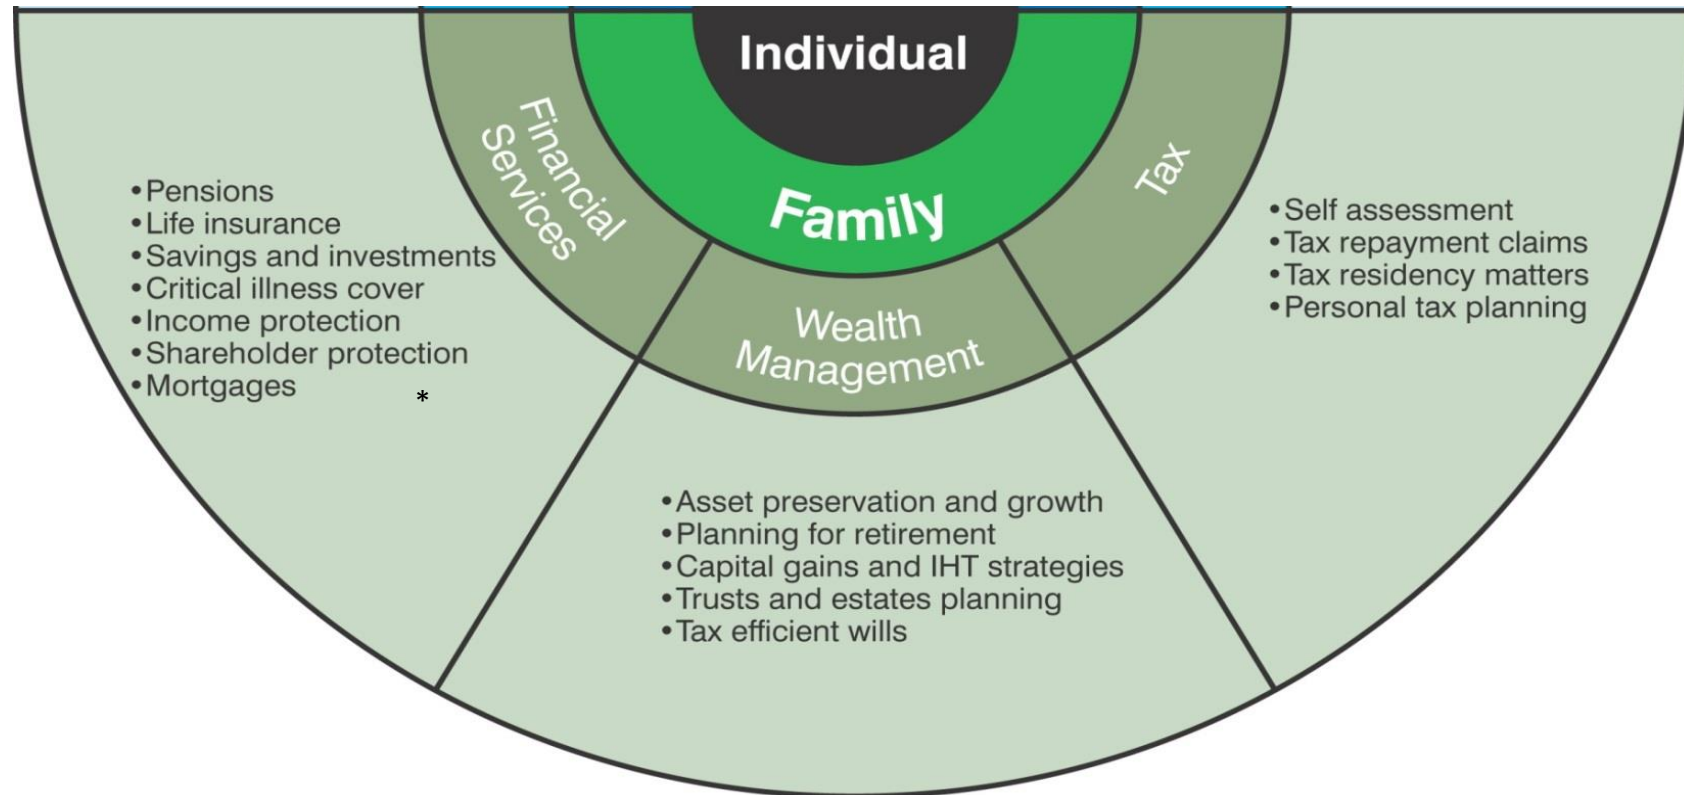 Individual
Family
Financial
Services
• Pensions
• Life insurance
• Savings and investments
• Critical illness cover
• Income protection
• Shareholder protection
• Mortgages *
Wealth
Management
• Asset preservation and growth
• Planning for retirement
• Capital gains and IHT strategies
• Trusts and estates planning
• Tax efficient wills
Tax
• Self assessment
• Tax repayment claims
• Tax residency matters
• Personal tax planning